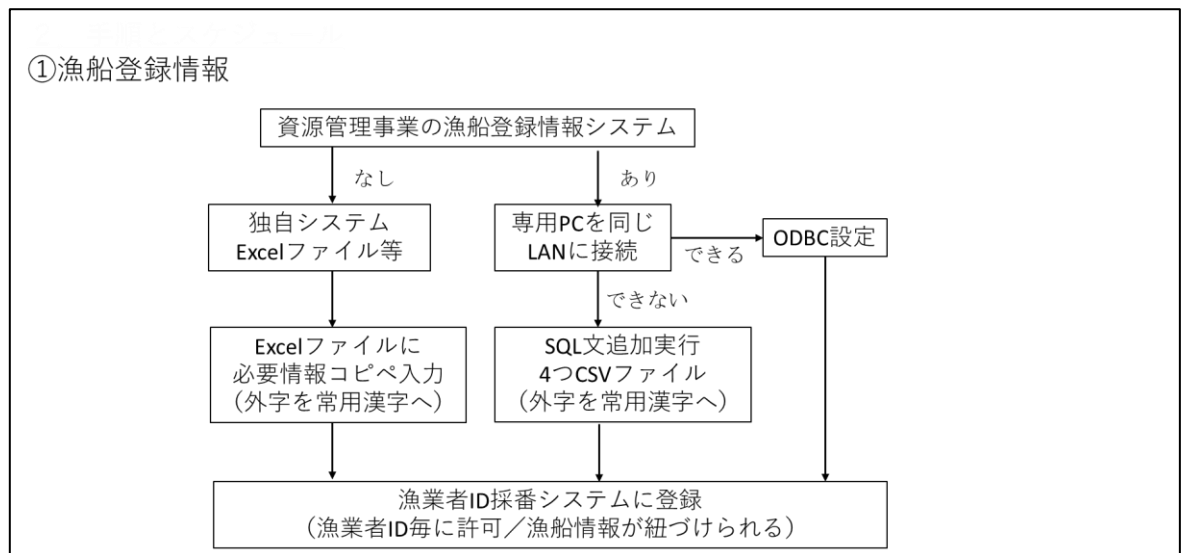 ①漁船登録情報
資源管理事業の漁船登録情報システム
なし
あり
独自システム
Excelファイル等
専用PCを同じ
LANに接続
できる
ODBC設定
できない
Excelファイルに
必要情報コピペ入力
（外字を常用漢字へ）
SQL文追加実行
4つCSVファイル
（外字を常用漢字へ）
漁業者ID採番システムに登録
（漁業者ID毎に許可／漁船情報が紐づけられる）